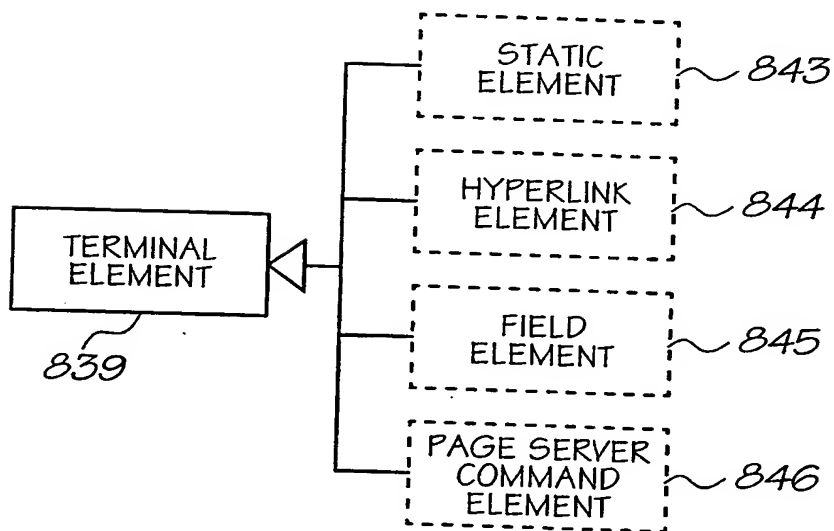 STATIC
ELEMENT
843
HYPERLINK
ELEMENT
844
TERMINAL
ELEMENT
839
FIELD
ELEMENT
845
PAGE SERVER
COMMAND
ELEMENT
846